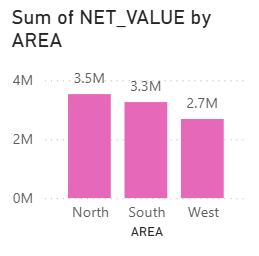 Sum of NET_VALUE by
AREA
4M
3.5M
3.3M
2.7M
2M
0M
North South West
AREA